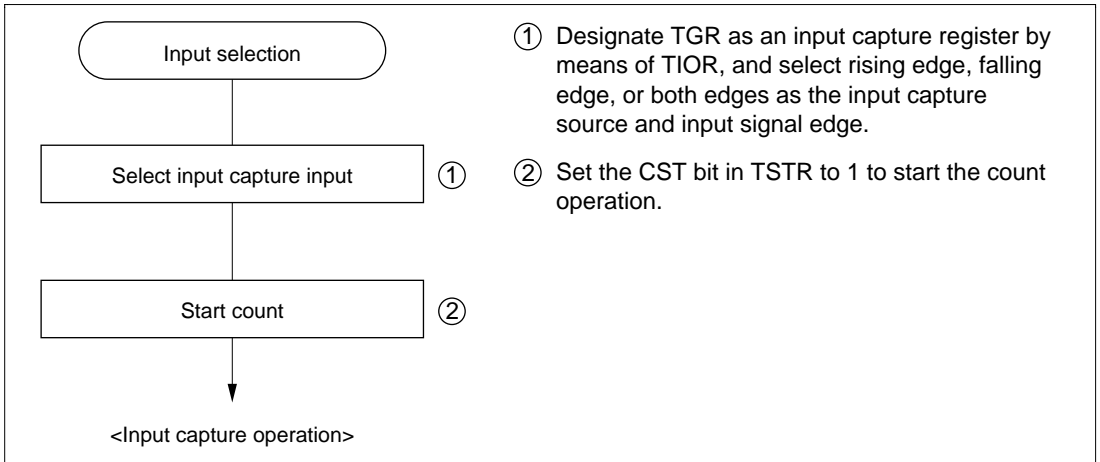 Input selection
Select input capture input ①
Start count ②
<Input capture operation>
① Designate TGR as an input capture register by
means of TIOR, and select rising edge, falling
edge, or both edges as the input capture
source and input signal edge.
② Set the CST bit in TSTR to 1 to start the count
operation.